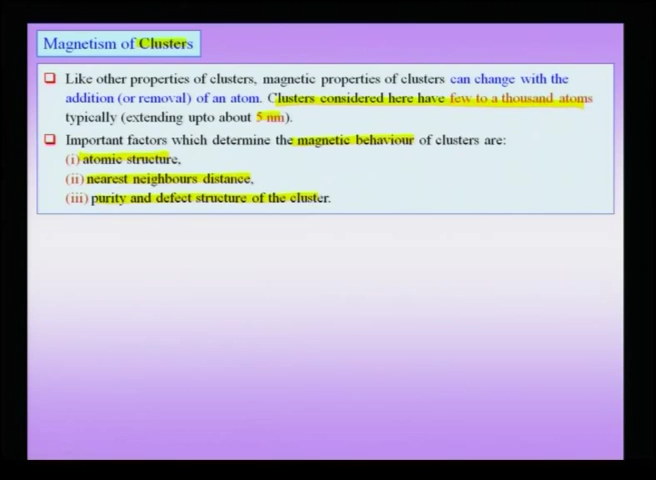 Magnetism of Clusters
Like other properties of clusters, magnetic properties of clusters can change with the
addition (or removal) of an atom. Clusters considered here have few to a thousand atoms
typically (extending upto about 5 nm).
Important factors which determine the magnetic behaviour of clusters are:
(i) atomic structure,
(ii) nearest neighbours distance,
(iii) purity and defect structure of the cluster.